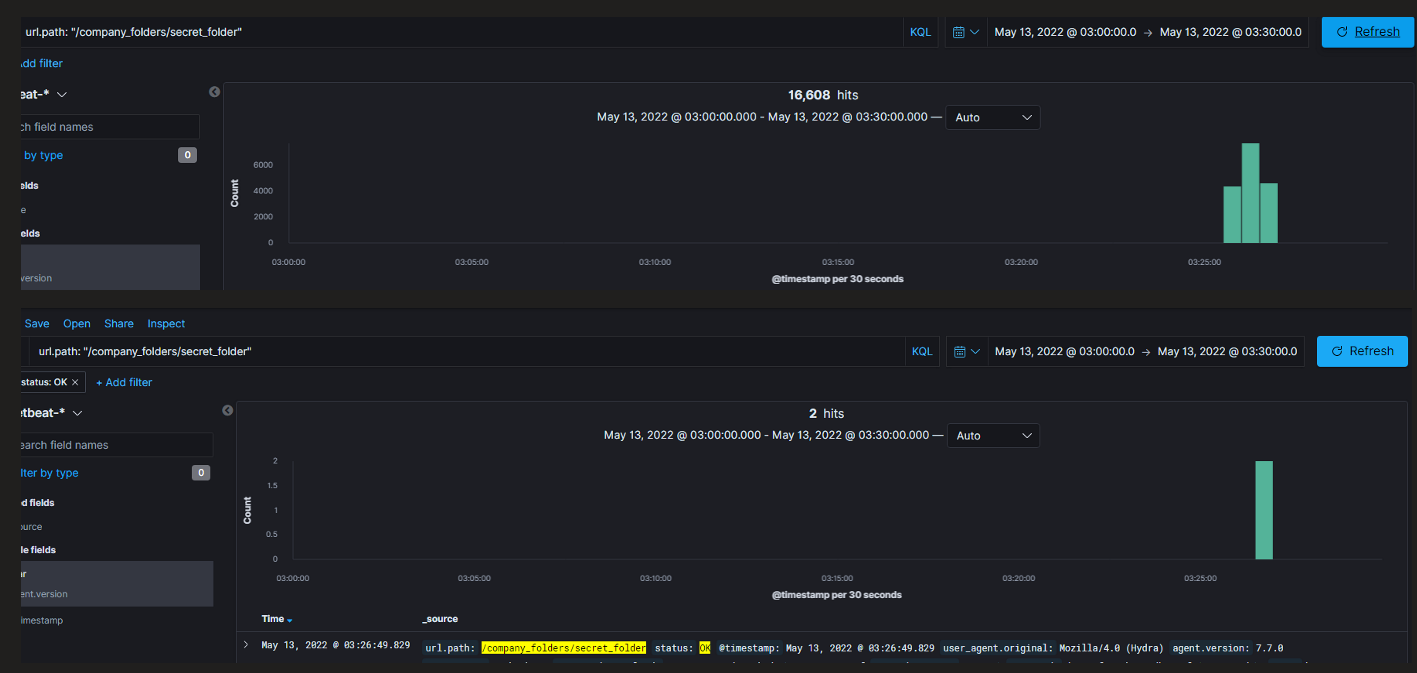 url.path: "/company_folders/secret_folder"
KQL
May 13, 2022 @ 03:00:00.0 → May 13, 2022 @ 03:30:00.0
Refresh
Add filter
eat-*
ch field names
by type
0
elds
e
elds
.version
16,608 hits
May 13, 2022 @ 03:00:00.000 - May 13, 2022 @ 03:30:00.000 —
Auto
Count
6000
4000
2000
0
03:00:00
03:05:00
03:10:00
03:15:00
03:20:00
03:25:00
@timestamp per 30 seconds
Save
Open
Share
Inspect
url.path: "/company_folders/secret_folder"
KQL
May 13, 2022 @ 03:00:00.0 → May 13, 2022 @ 03:30:00.0
Refresh
status: OK ×
+ Add filter
etbeat-*
earch field names
lter by type
0
d fields
ource
le fields
ar
ent.version
imestamp
2 hits
May 13, 2022 @ 03:00:00.000 - May 13, 2022 @ 03:30:00.000 —
Auto
Count
2
1.5
1
0.5
0
03:00:00
03:05:00
03:10:00
03:15:00
03:20:00
03:25:00
@timestamp per 30 seconds
Time
_source
May 13, 2022 @ 03:26:49.829
url.path: /company_folders/secret_folder status: OK @timestamp: May 13, 2022 @ 03:26:49.829 user_agent.original: Mozilla/4.0 (Hydra) agent.version: 7.7.0